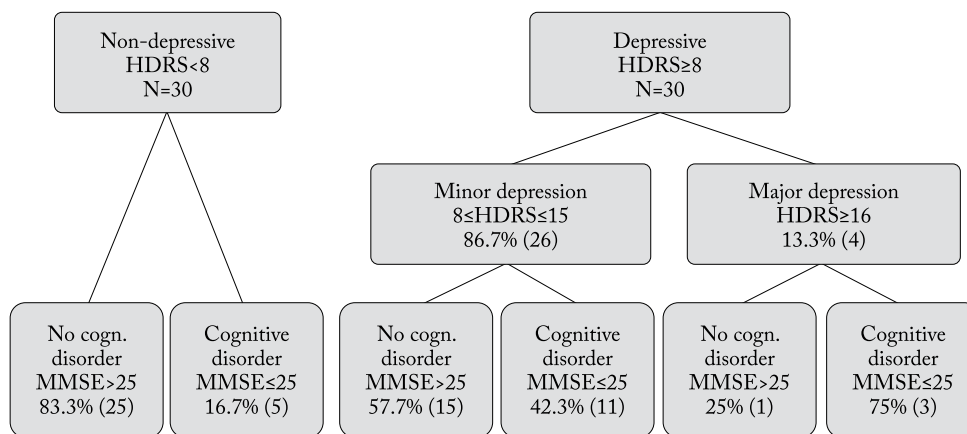 Non-depressive
HDRS<8
N=30
Depressive
HDRS≥8
N=30
Minor depression
8≤HDRS≤15
86.7% (26)
Major depression
HDRS≥16
13.3% (4)
No cogn.
disorder
MMSE>25
83.3% (25)
Cognitive
disorder
MMSE≤25
16.7% (5)
No cogn.
disorder
MMSE>25
57.7% (15)
Cognitive
disorder
MMSE≤25
42.3% (11)
No cogn.
disorder
MMSE>25
25% (1)
Cognitive
disorder
MMSE≤25
75% (3)